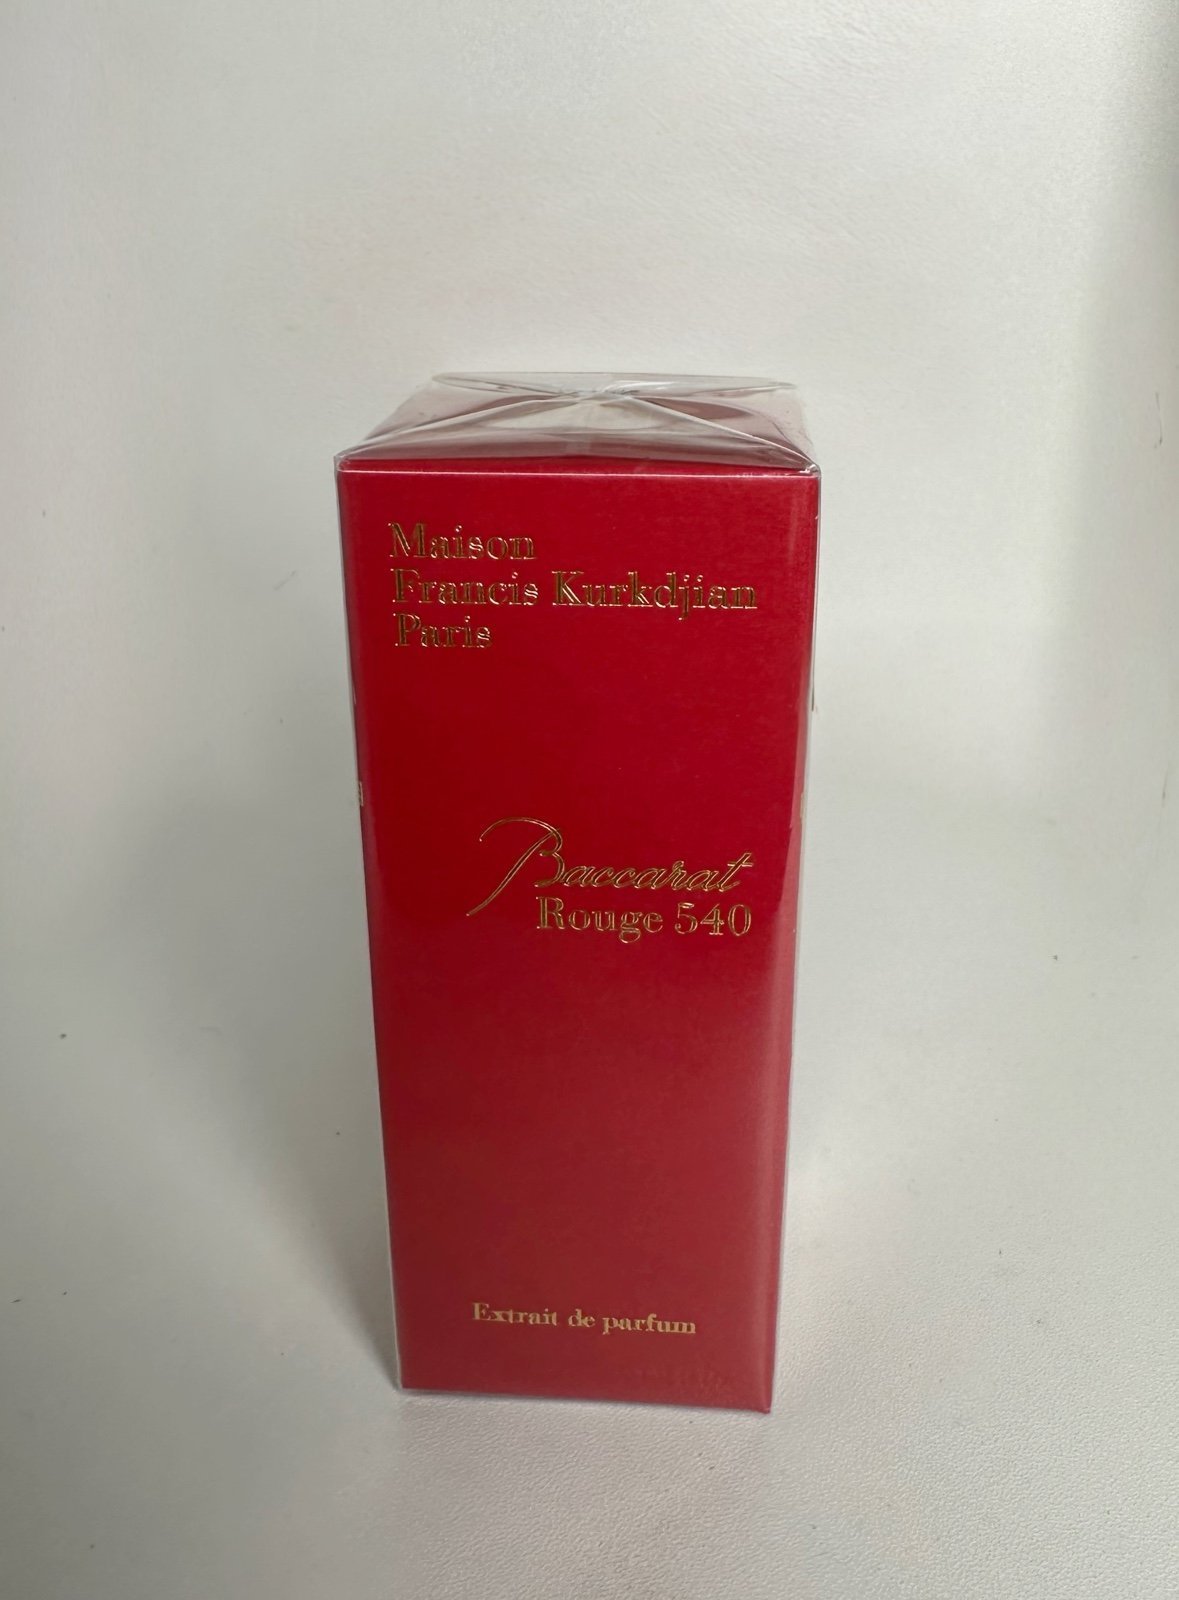 Maison
Francis Kurkdjian
Paris
Baccarat
Rouge 540
Extrait de parfum